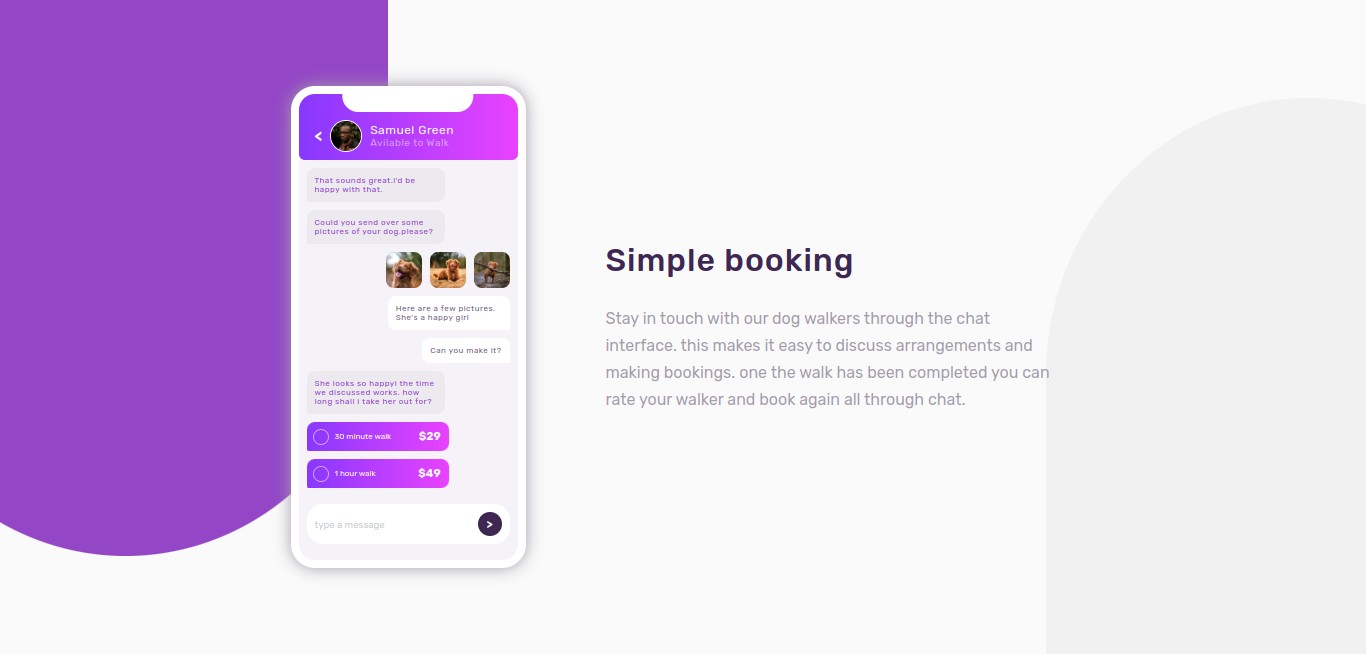 <
Samuel Green
Avilable to Walk
That sounds great.I'd be
happy with that.
Could you send over some
pictures of your dog,please?
Here are a few pictures.
She's a happy girl
Can you make it?
She looks so happy! the time
we discussed works. how
long shall i take her out for?
30 minute walk $29
1 hour walk $49
type a message >
Simple booking
Stay in touch with our dog walkers through the chat
interface. this makes it easy to discuss arrangements and
making bookings. one the walk has been completed you can
rate your walker and book again all through chat.